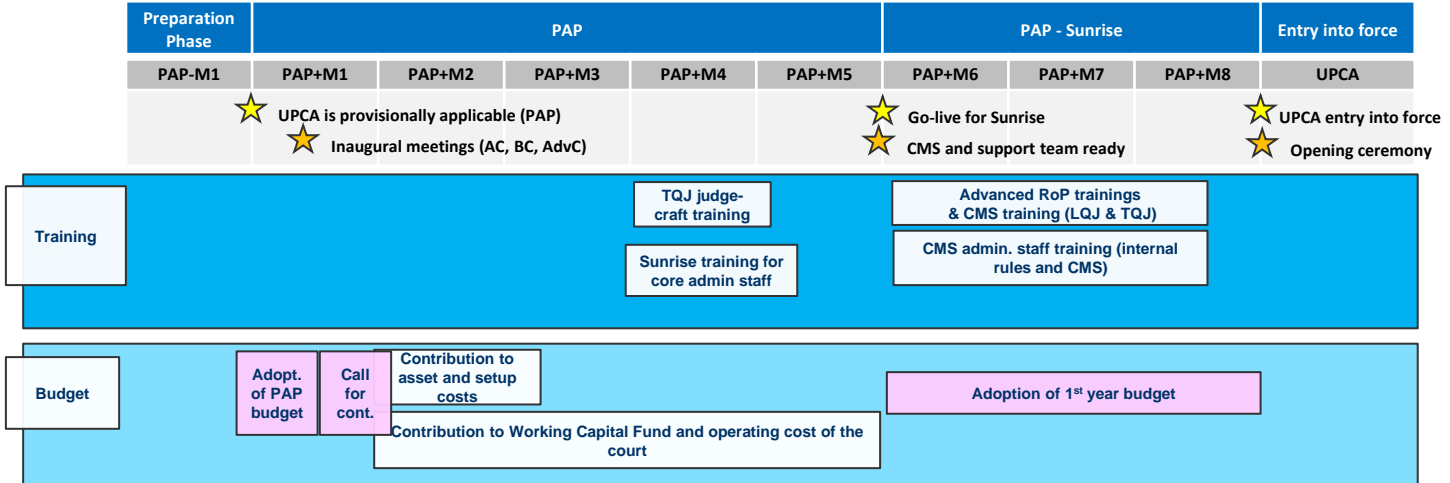 Preparation
Phase
PAP
PAP - Sunrise
Entry into force
PAP-M1
PAP+M1
PAP+M2
PAP+M3
PAP+M4
PAP+M5
PAP+M6
PAP+M7
PAP+M8
UPCA
UPCA is provisionally applicable (PAP)
Go-live for Sunrise
UPCA entry into force
Inaugural meetings (AC, BC, AdvC)
CMS and support team ready
Opening ceremony
Training
TQJ judge-
craft training
Advanced RoP trainings
& CMS training (LQJ & TQJ)
Sunrise training for
core admin staff
CMS admin. staff training (internal
rules and CMS)
Budget
Adopt.
of PAP
budget
Call
for
cont.
Contribution to
asset and setup
costs
Adoption of 1st year budget
Contribution to Working Capital Fund and operating cost of the
court